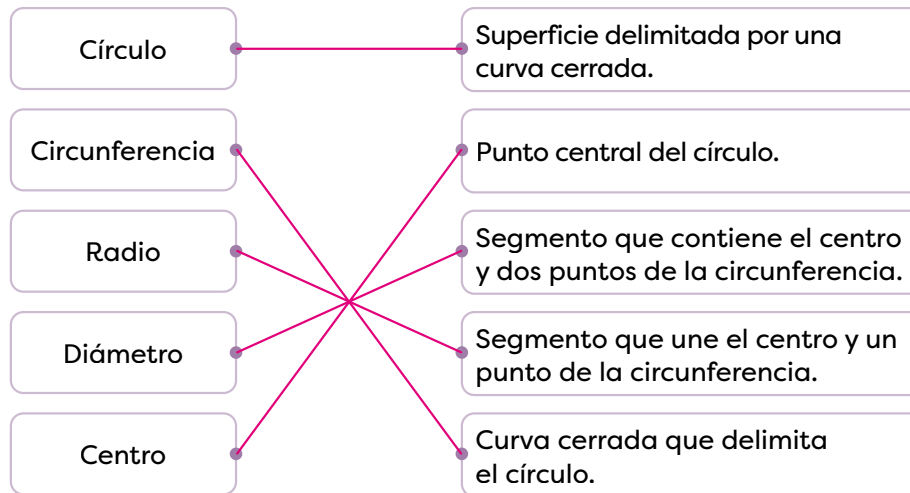 Círculo
Superficie delimitada por una
curva cerrada.
Circunferencia
Punto central del círculo.
Radio
Segmento que contiene el centro
y dos puntos de la circunferencia.
Diámetro
Segmento que une el centro y un
punto de la circunferencia.
Centro
Curva cerrada que delimita
el círculo.